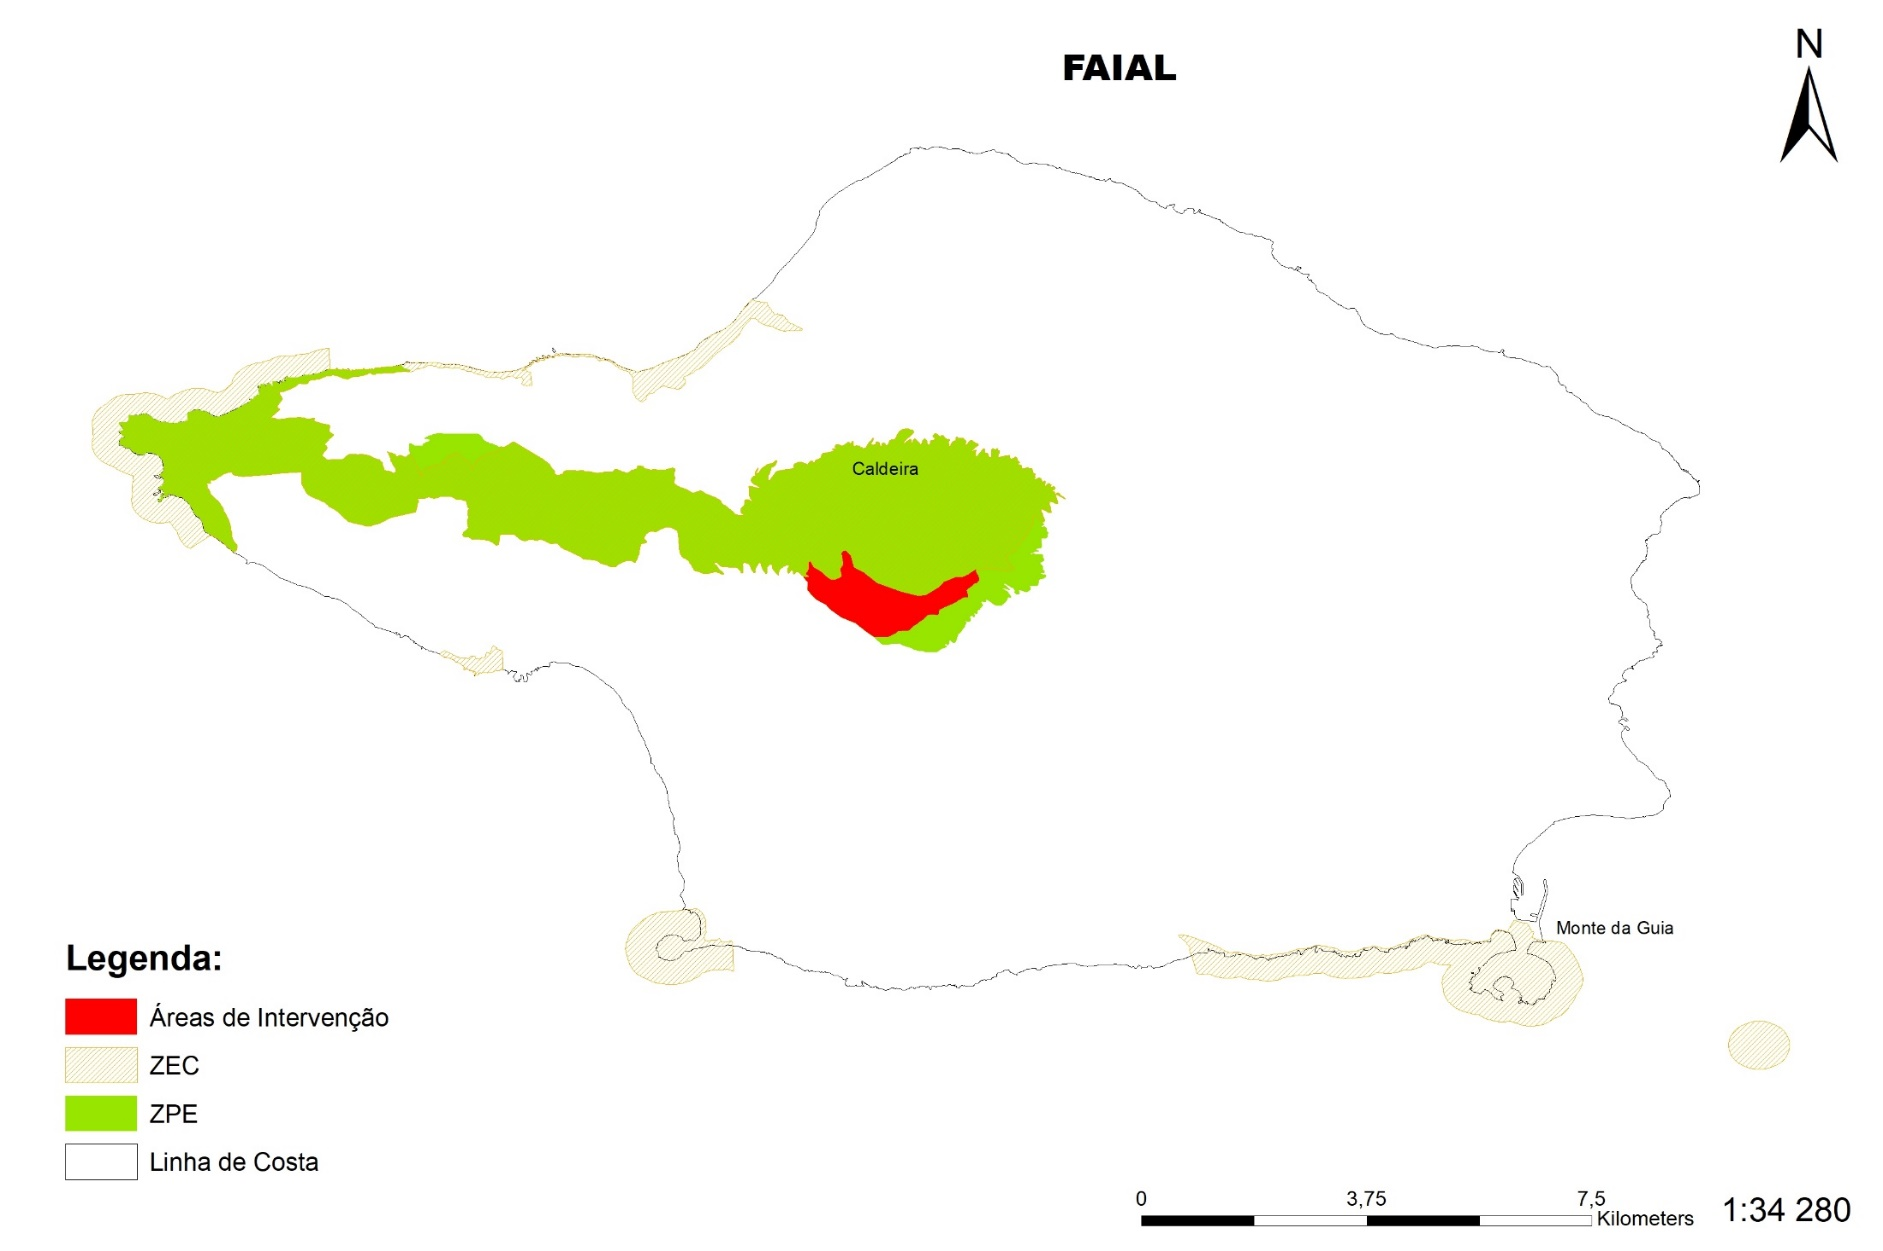 FAIAL
N
Caldeira
Monte da Guia
Legenda:
Áreas de Intervenção
ZEC
ZPE
Linha de Costa
0 3,75 7,5
Kilometers
1:34 280